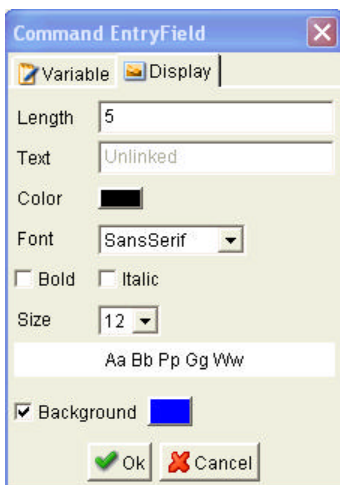 Command EntryField
Variable Display
Length 5
Text Unlinked
Color
Font SansSerif
Bold Italic
Size 12
Aa Bb Pp Gg Ww
Background
Ok Cancel